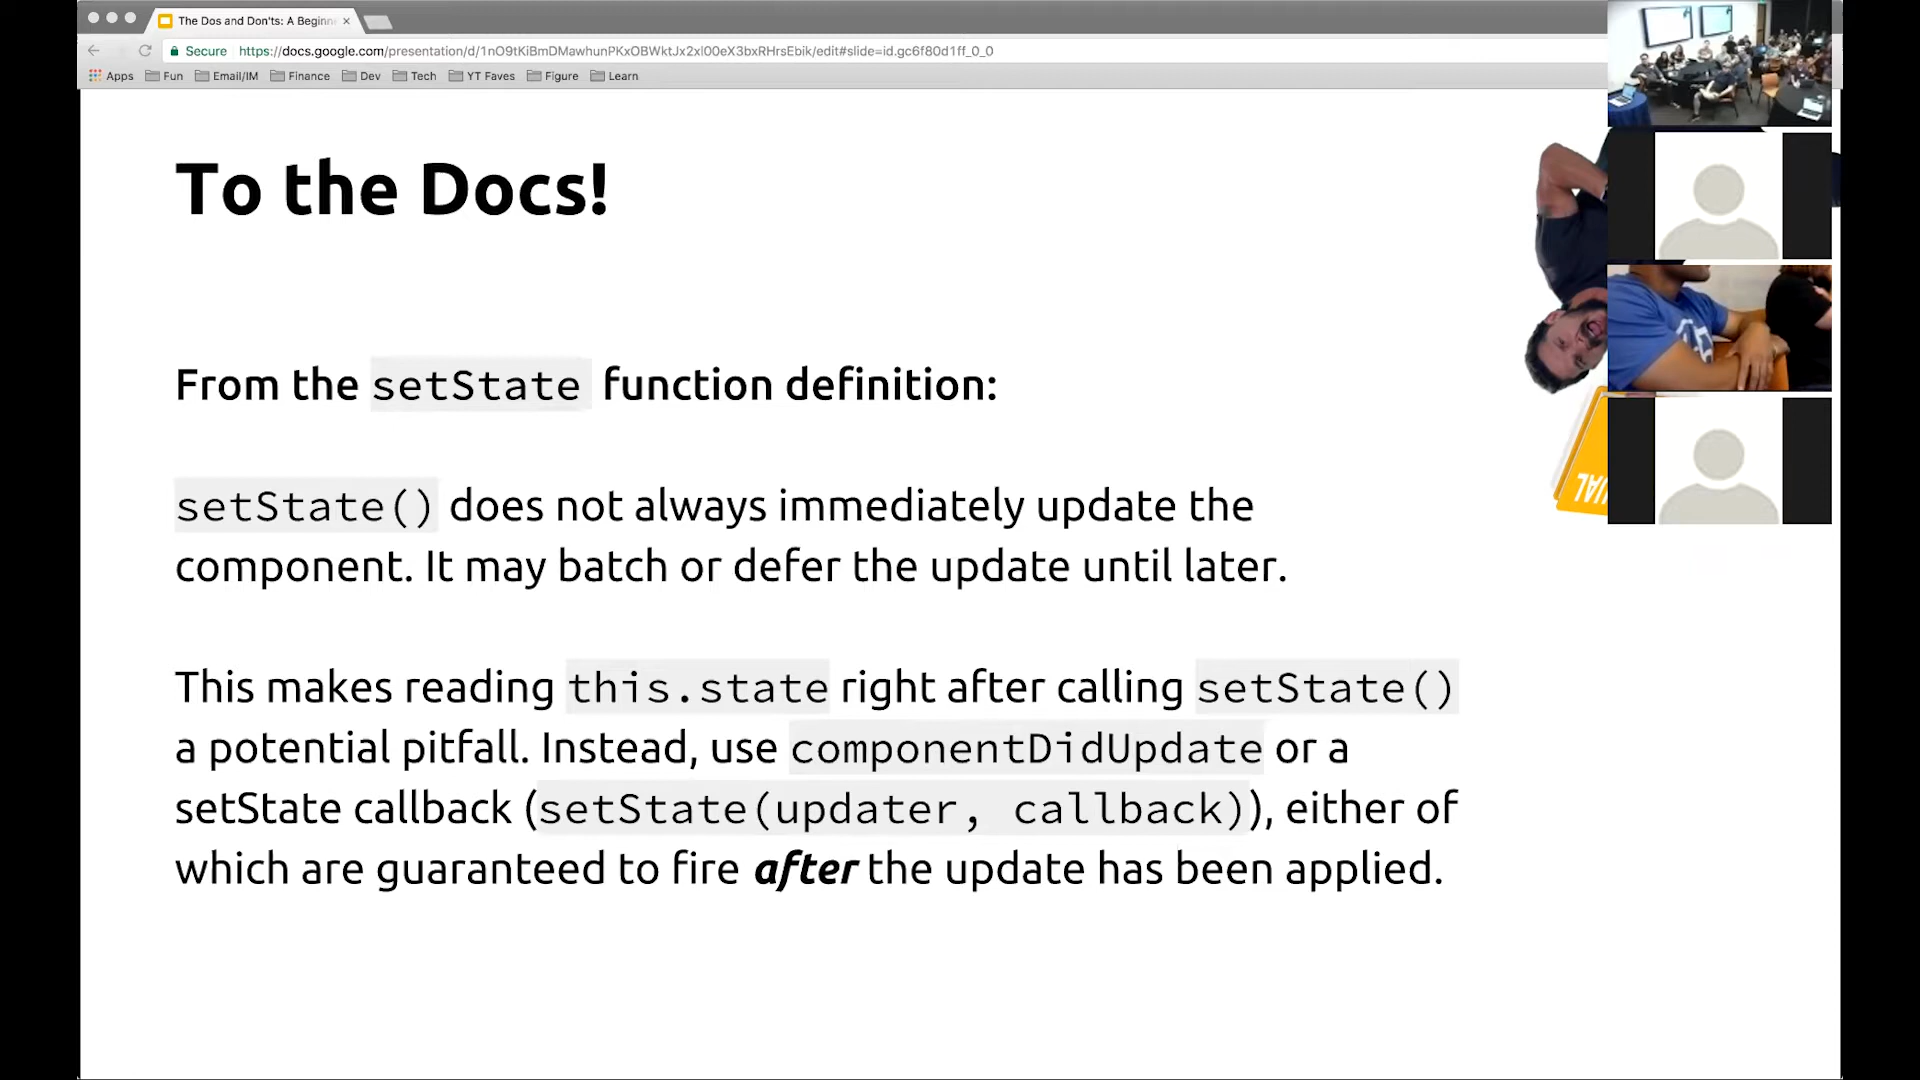 The Dos and Don'ts: A Beginn
Secure https://docs.google.com/presentation/d/1nO9tKiBmDMawhunPKxOBWktJx2xl00eX3bxRHrsEbik/edit#slide=id.gc6f80d1ff_0_0
Apps Fun Email/IM Finance Dev Tech YT Faves Figure Learn
To the Docs!
From the setState function definition:
setState() does not always immediately update the
component. It may batch or defer the update until later.
This makes reading this.state right after calling setState()
a potential pitfall. Instead, use componentDidUpdate or a
setState callback (setState(updater, callback)), either of
which are guaranteed to fire after the update has been applied.
UAL